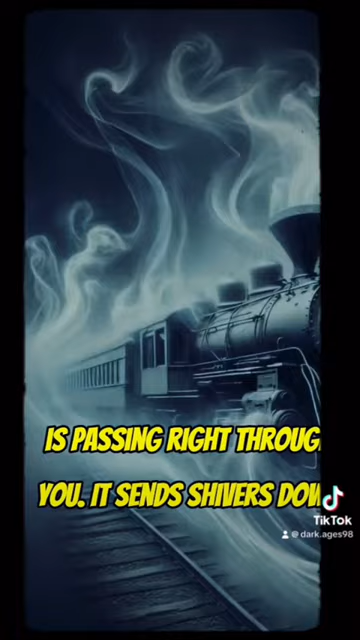 IS PASSING RIGHT THROUG
YOU. IT SENDS SHIVERS DOW
TikTok
@dark.ages98